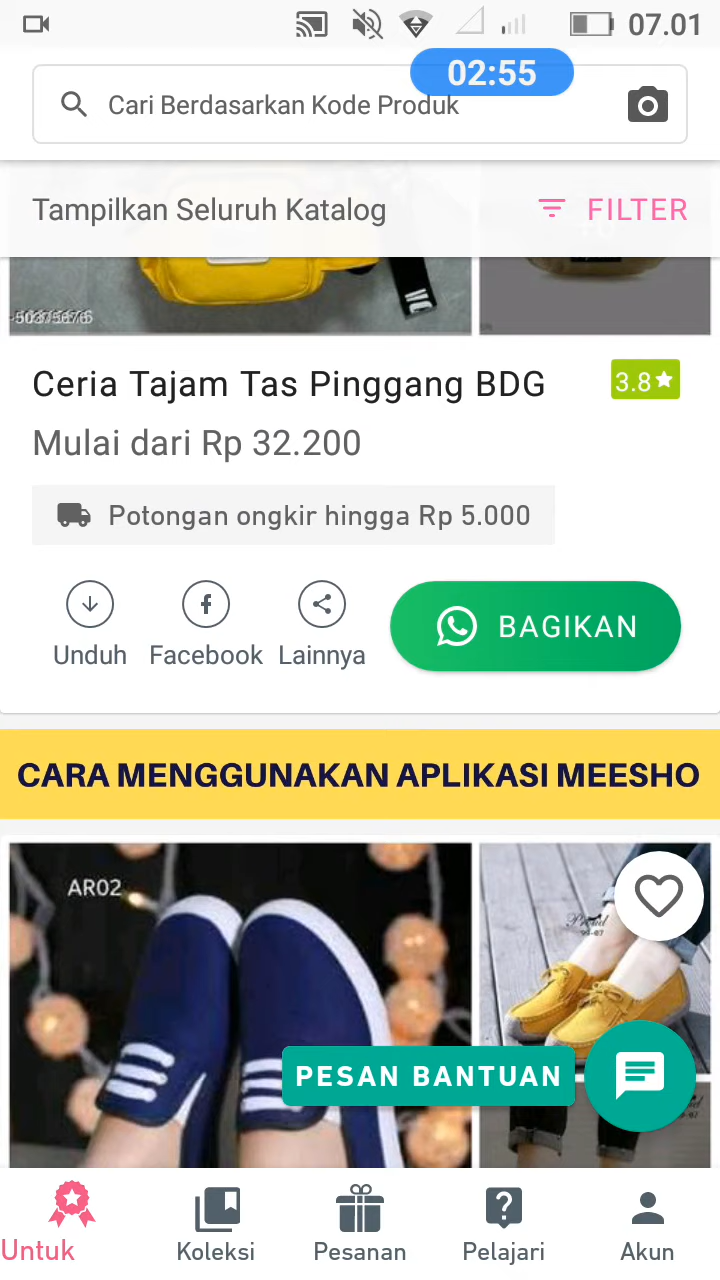 07.01
02:55
Cari Berdasarkan Kode Produk
Tampilkan Seluruh Katalog
FILTER
Ceria Tajam Tas Pinggang BDG
3.8
Mulai dari Rp 32.200
Potongan ongkir hingga Rp 5.000
Unduh
Facebook
Lainnya
BAGIKAN
CARA MENGGUNAKAN APLIKASI MEESHO
AR02
Proud
PESAN BANTUAN
Untuk
Koleksi
Pesanan
Pelajari
Akun